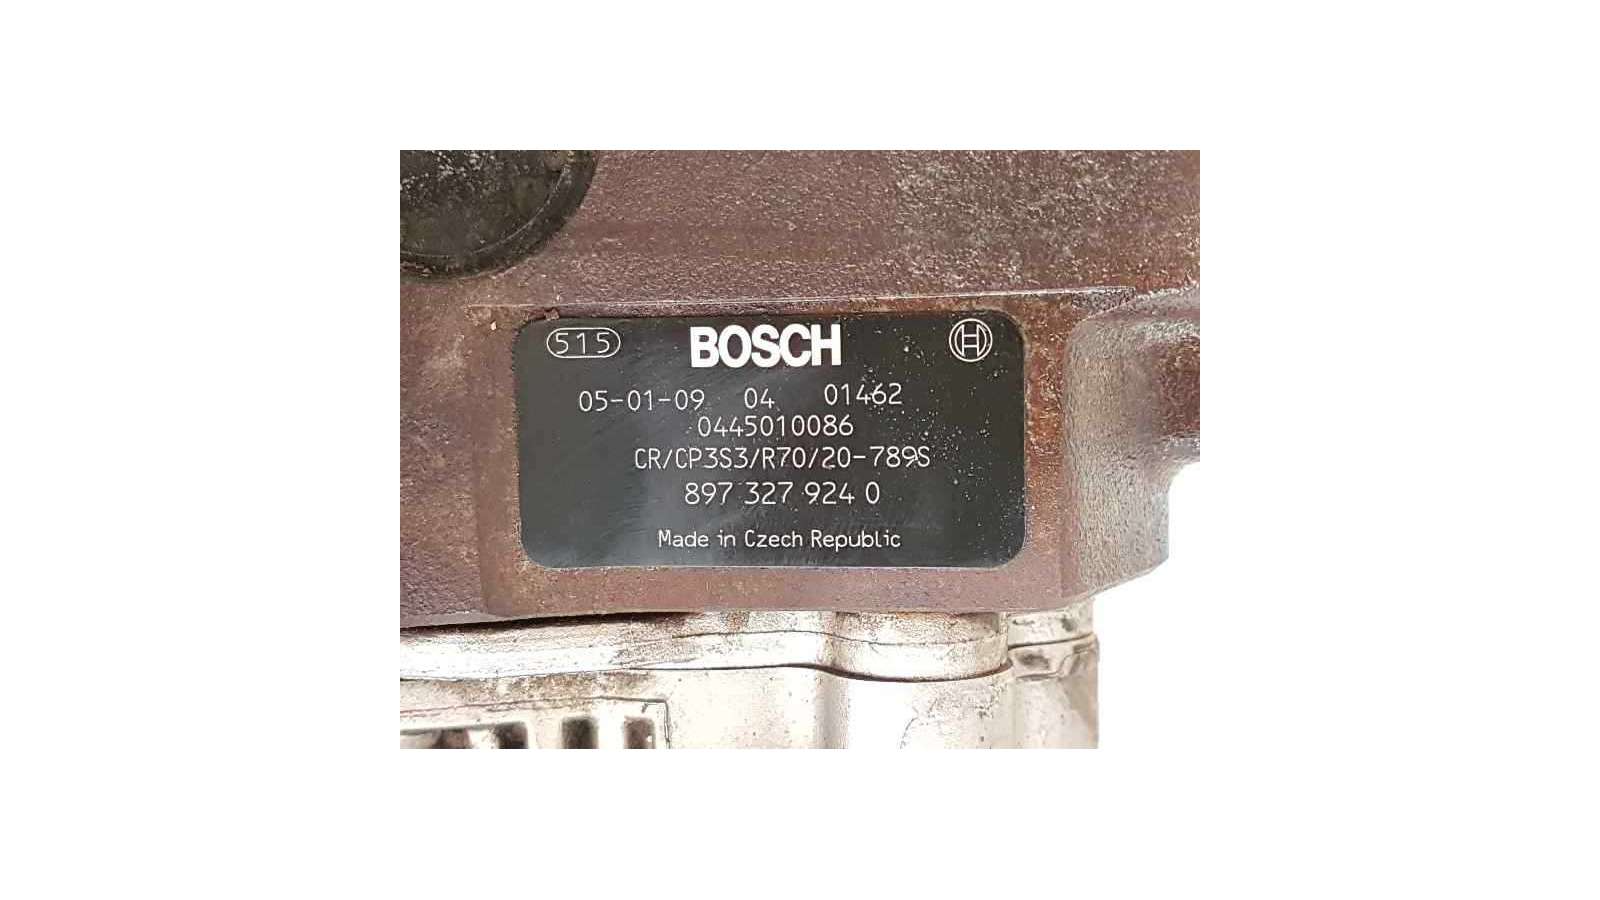 515 BOSCH
05-01-09 04 01462
0445010086
CR/CP3S3/R70/20-789S
897 327 924 0
Made in Czech Republic